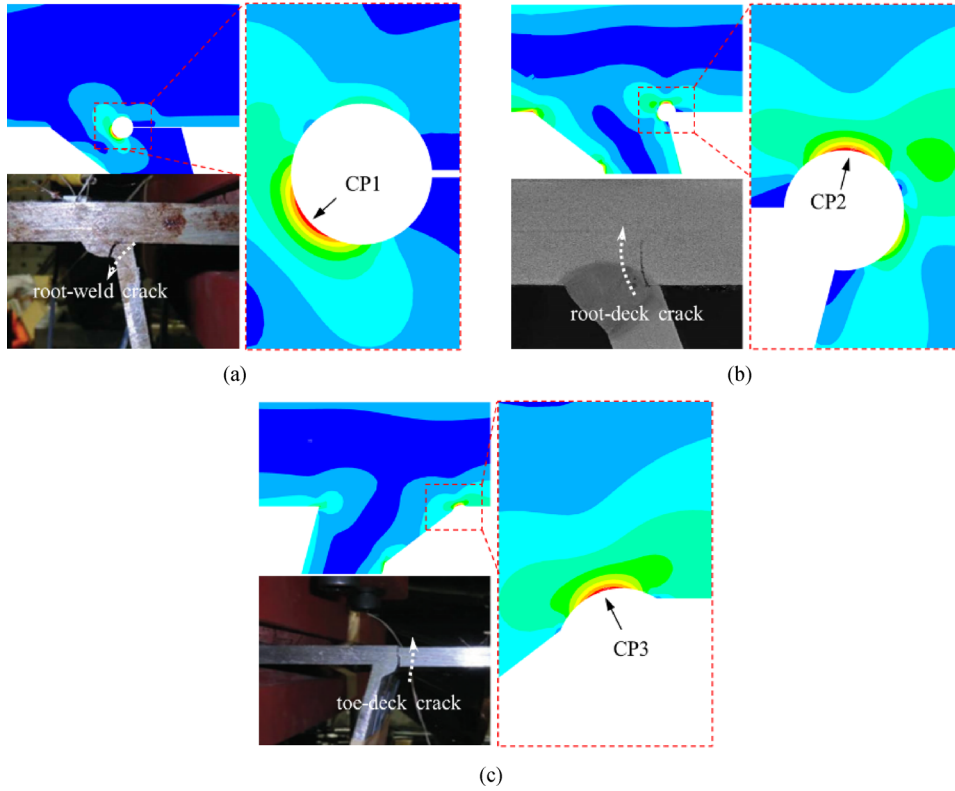 CP1
root-weld crack
(a)
CP2
root-deck crack
(b)
CP3
toe-deck crack
(c)